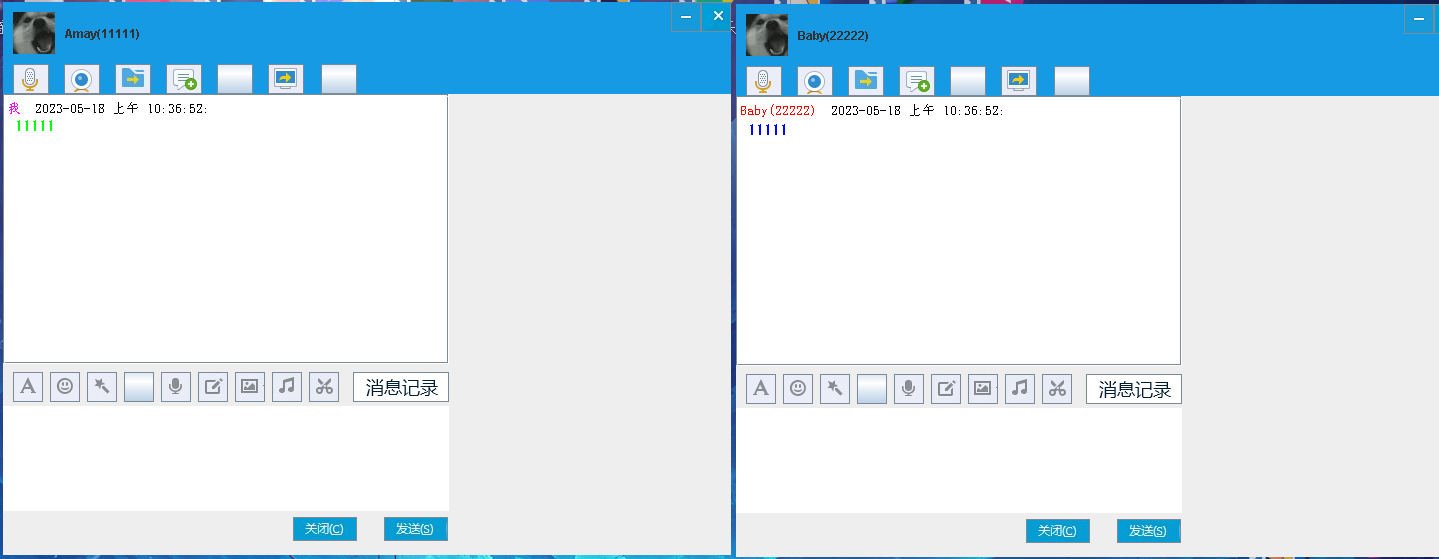 Amay(11111)
我 2023-05-18 上午 10:36:52:
11111
消息记录
关闭(C) 发送(S)
Baby(22222)
Baby(22222) 2023-05-18 上午 10:36:52:
11111
消息记录
关闭(C) 发送(S)